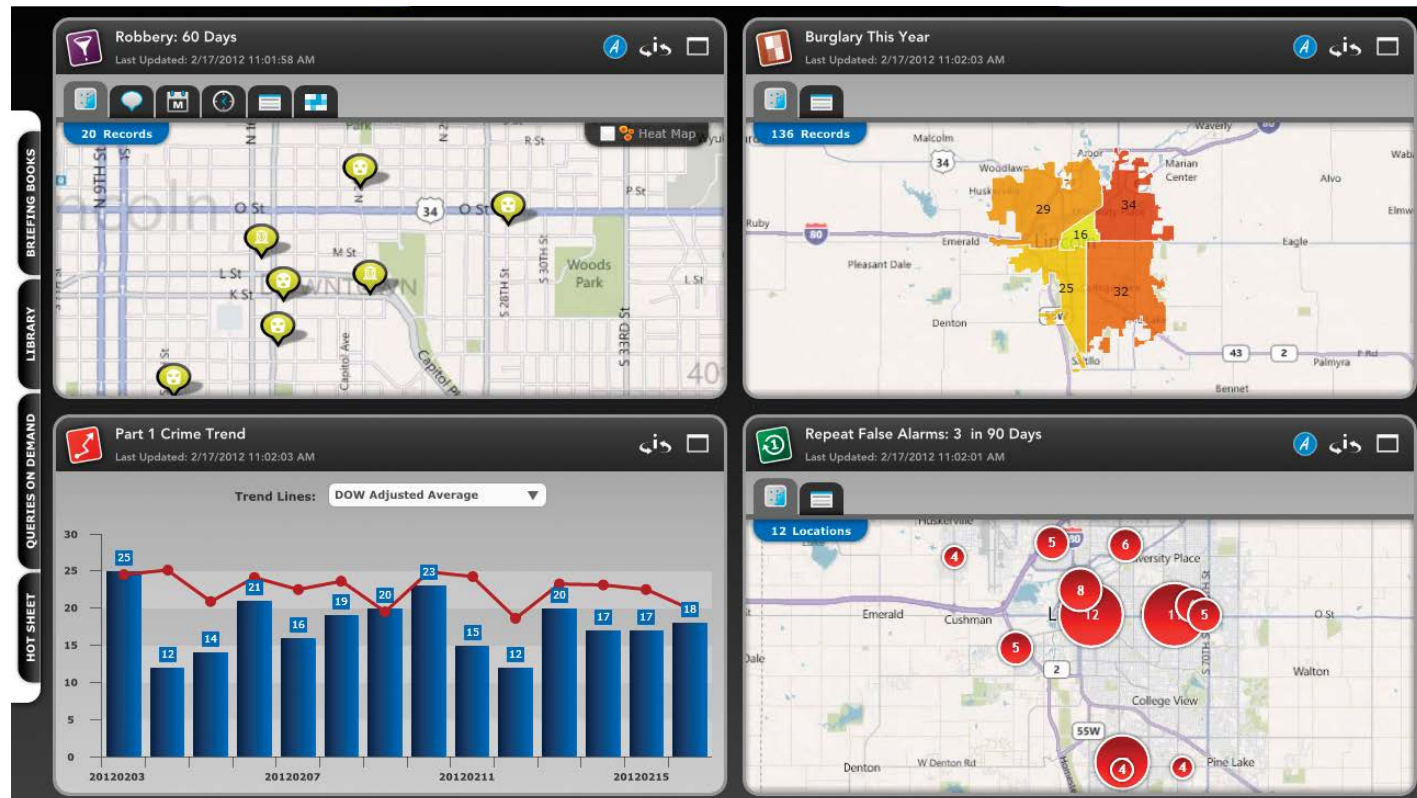 BRIEFING BOOKS
LIBRARY
QUERIES ON DEMAND
HOT SHEET
Robbery: 60 Days
Last Updated: 2/17/2012 11:01:58 AM
A
i
M
20 Records
Heat Map
Park
R St
N 9TH St
P St
O St
34
O St
M St
L St
K St
DOWNTOWN
S 28TH St
S 30TH St
Woods
Park
L St
S 33RD St
Capitol Ave
40
Burglary This Year
Last Updated: 2/17/2012 11:02:03 AM
A
i
136 Records
Malcolm
Waverly
34
Woodlawn
Marian
Center
Alvo
29
34
Ruby
80
16
Emerald
Lincoln
Eagle
Pleasant Dale
25
32
Denton
43
2
Palmyra
Bennet
Part 1 Crime Trend
Last Updated: 2/17/2012 11:02:03 AM
i
Trend Lines:
DOW Adjusted Average
30
25
20
15
10
5
0
25
12
14
21
16
19
20
23
15
12
20
17
17
18
20120203
20120207
20120211
20120215
Repeat False Alarms: 3 in 90 Days
Last Updated: 2/17/2012 11:02:01 AM
A
i
1
12 Locations
Huskerville
4
5
80
6
8
12
5
Emerald
Cushman
O St
5
S 70TH St
2
Walton
College View
55W
4
4
Denton
W Denton Rd
Pine Lake